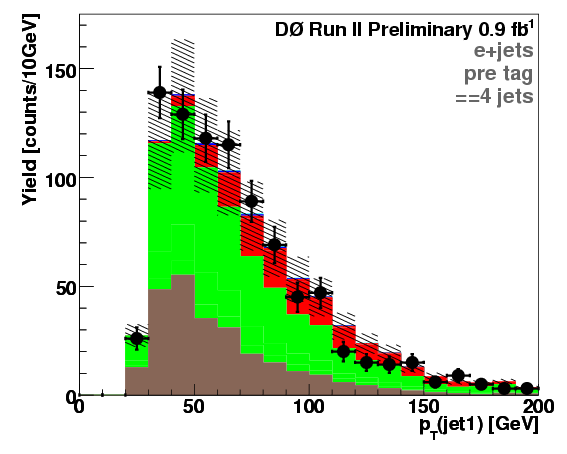 DØ Run II Preliminary 0.9 fb¹
e+jets
pre tag
==4 jets
Yield [counts/10GeV]
150
100
50
0
0 50 100 150 200
p_T(jet1) [GeV]